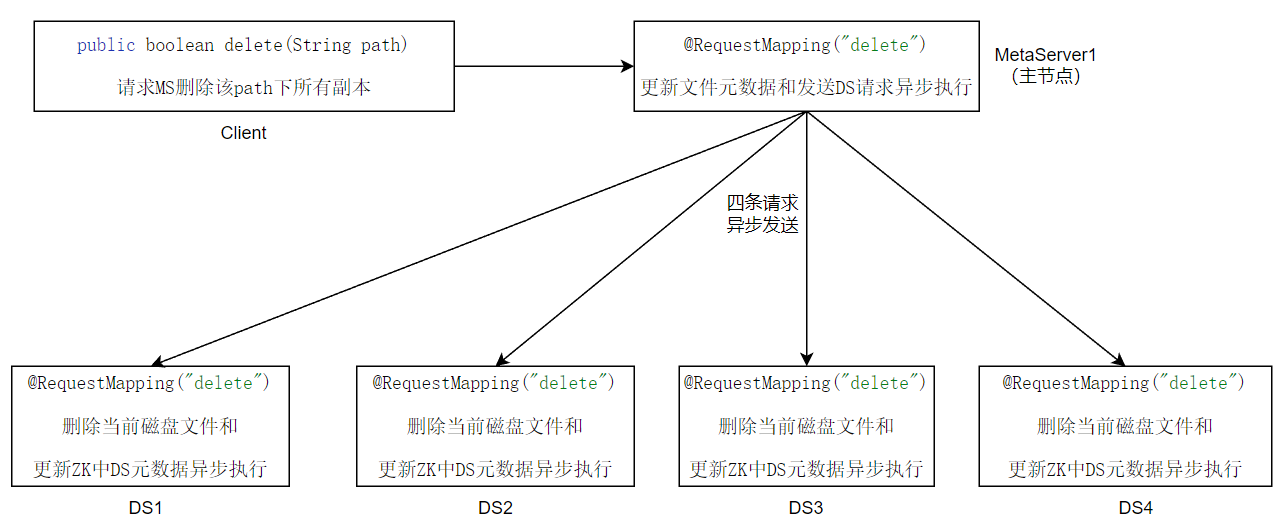 public boolean delete(String path)
请求MS删除该path下所有副本
Client
@RequestMapping("delete")
更新文件元数据和发送DS请求异步执行
MetaServer1
(主节点)
四条请求
异步发送
@RequestMapping("delete")
删除当前磁盘文件和
更新ZK中DS元数据异步执行
DS1
@RequestMapping("delete")
删除当前磁盘文件和
更新ZK中DS元数据异步执行
DS2
@RequestMapping("delete")
删除当前磁盘文件和
更新ZK中DS元数据异步执行
DS3
@RequestMapping("delete")
删除当前磁盘文件和
更新ZK中DS元数据异步执行
DS4